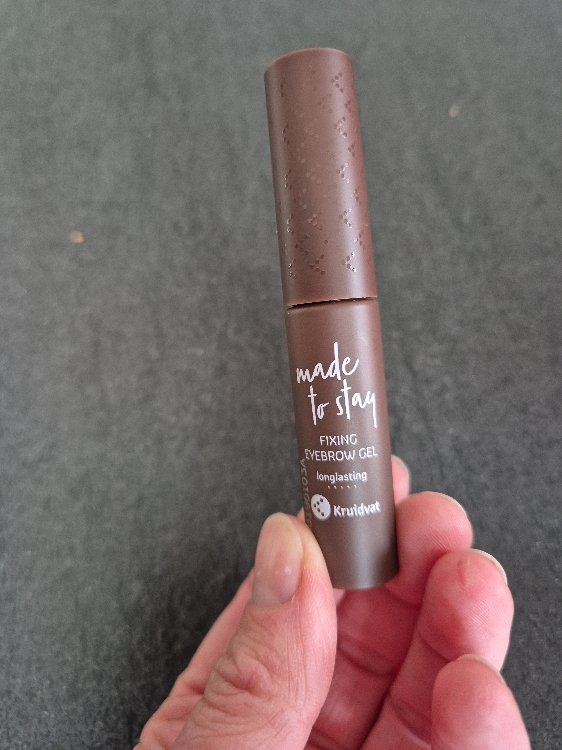 made
to stay
FIXING
EYEBROW GEL
longlasting
Kruidvat